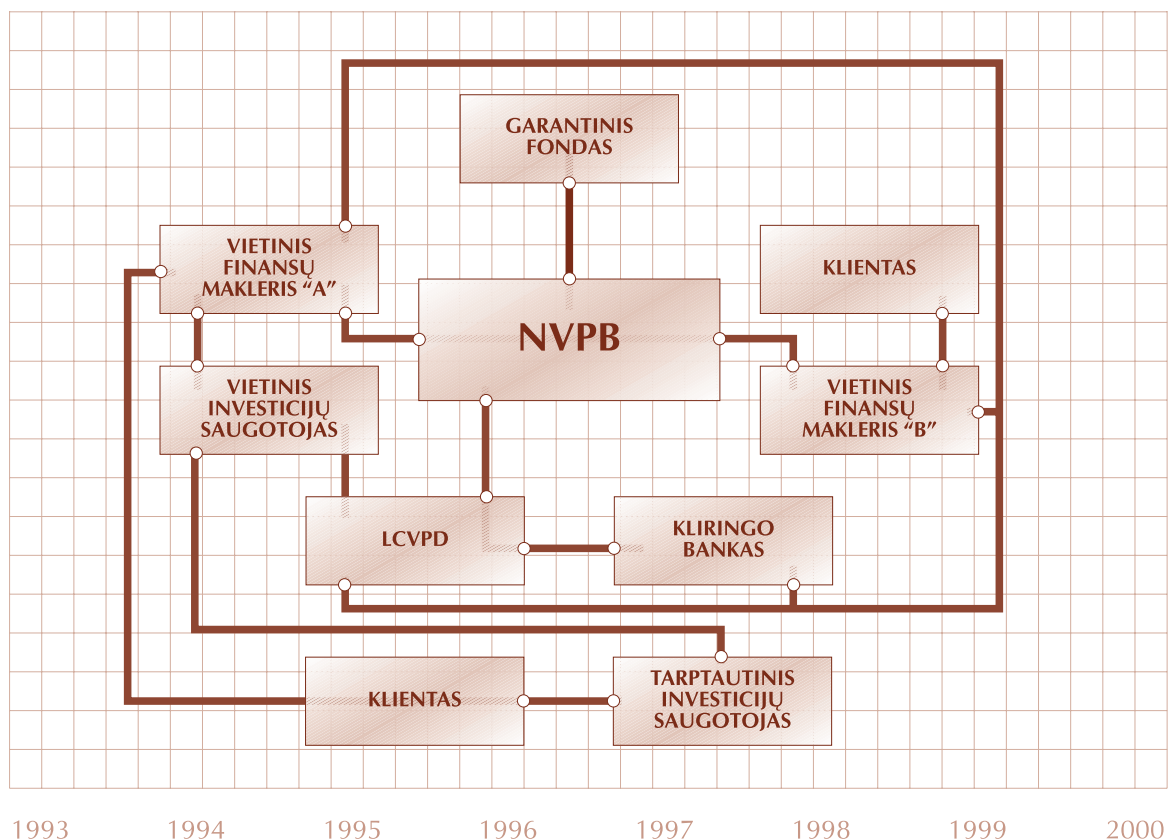 GARANTINIS
FONDAS
VIETINIS
FINANSŲ
MAKLERIS “A”
KLIENTAS
NVPB
VIETINIS
INVESTICIJŲ
SAUGOTOJAS
VIETINIS
FINANSŲ
MAKLERIS “B”
LCVPD
KLIRINGO
BANKAS
KLIENTAS
TARPTAUTINIS
INVESTICIJŲ
SAUGOTOJAS
1993 1994 1995 1996 1997 1998 1999 2000